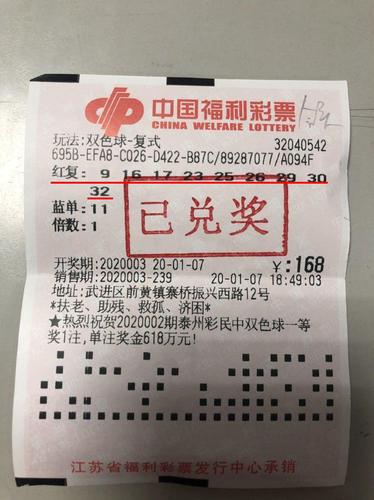 中国福利彩票
CHINA WELFARE LOTTERY
玩法:双色球-复式 32040542
695B-EFA8-C026-D422-B87C/89287077/A094F
红复: 9 16 17 23 25 26 29 30
32
蓝单:11
倍数:1
已兑奖
开奖期:2020003 20-01-07 ¥:168
销售期:2020003-239 20-01-07 18:49:03
地址:武进区前黄镇寨桥振兴西路12号
*扶老、助残、救孤、济困*
★热烈祝贺2020002期泰州彩民中双色球一等
奖1注,单注奖金618万元!
江苏省福利彩票发行中心承销